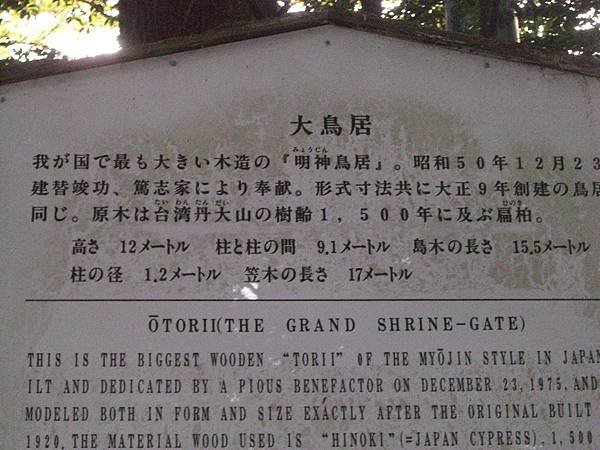 大鳥居
我が国で最も大きい木造の『明神鳥居』。昭和50年12月23
建替竣功、篤志家により奉献。形式寸法共に大正9年創建の鳥居
同じ。原木は台湾丹大山の樹齢1,500年に及ぶ扁柏。
高さ 12メートル 柱と柱の間 9.1メートル 島木のひさ 15.5メートル
柱の径 1.2メートル 笠木の長さ 17メートル
ŌTORII(THE GRAND SHRINE-GATE)
THIS IS THE BIGGEST WOODEN “TORII” OF THE MYŌJIN STYLE IN JAPAN
ILT AND DEDICATED BY A PIOUS BENEFACTOR ON DECEMBER 23,1975,AND
MODELED BOTH IN FORM AND SIZE EXACTLY AFTER THE ORIGINAL BUILT
1920,THE MATERIAL WOOD USED IS “HINOKI”(=JAPAN CYPRESS),1,500